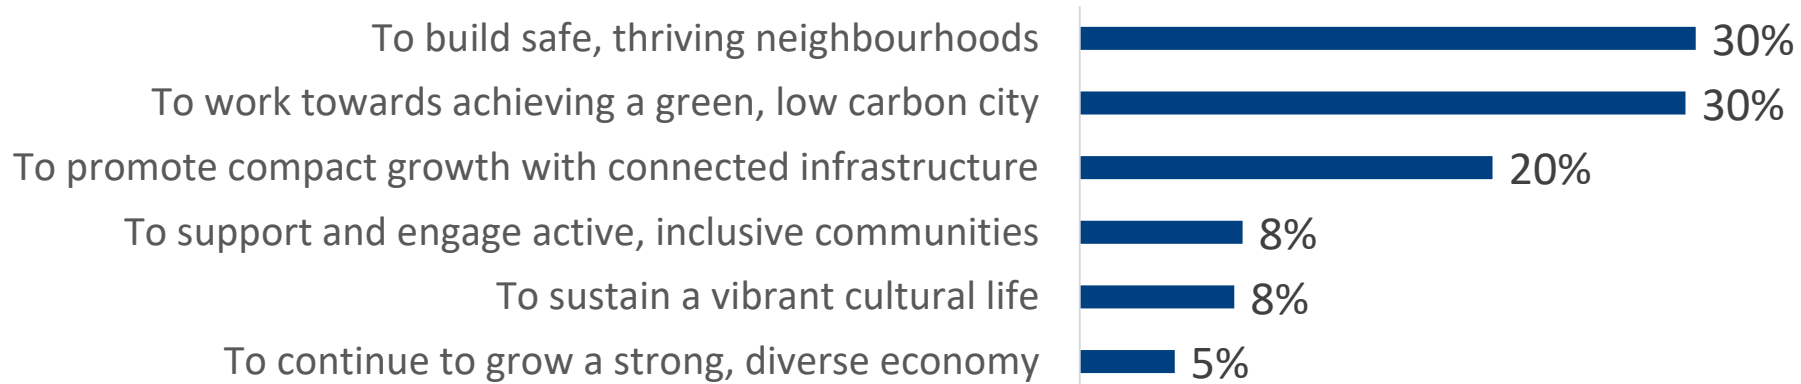 To build safe, thriving neighbourhoods 30%
To work towards achieving a green, low carbon city 30%
To promote compact growth with connected infrastructure 20%
To support and engage active, inclusive communities 8%
To sustain a vibrant cultural life 8%
To continue to grow a strong, diverse economy 5%